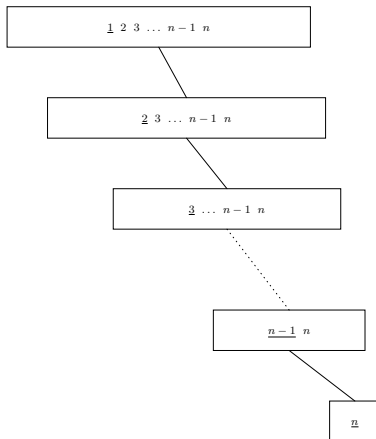 1 2 3 … n − 1 n
2 3 … n − 1 n
3 … n − 1 n
n − 1 n
n